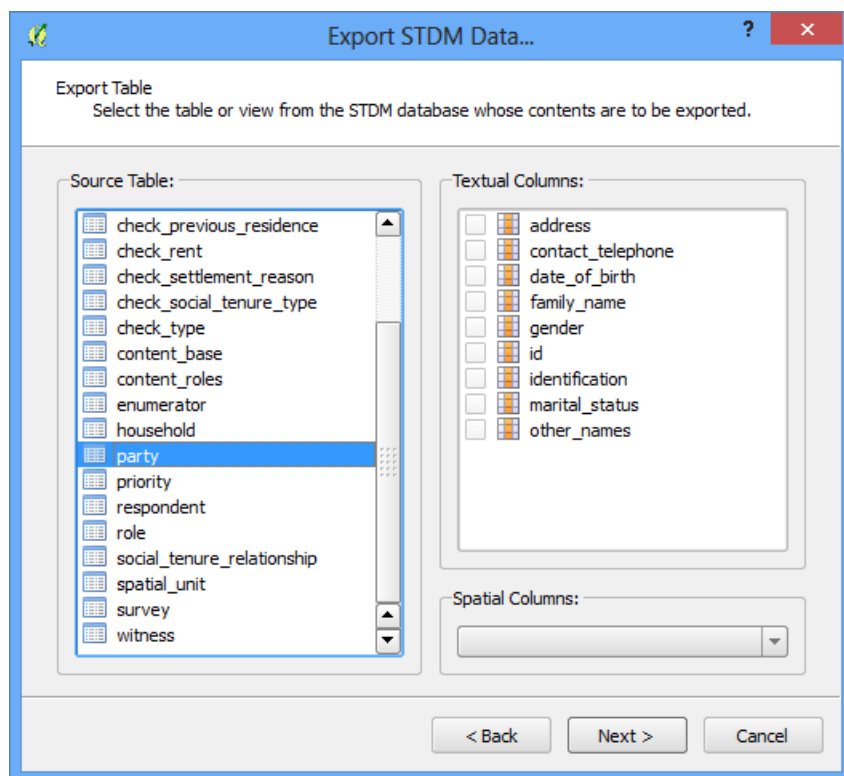 Export STDM Data...
?
Export Table
Select the table or view from the STDM database whose contents are to be exported.
Source Table:
check_previous_residence
check_rent
check_settlement_reason
check_social_tenure_type
check_type
content_base
content_roles
enumerator
household
party
priority
respondent
role
social_tenure_relationship
spatial_unit
survey
witness
Textual Columns:
address
contact_telephone
date_of_birth
family_name
gender
id
identification
marital_status
other_names
Spatial Columns:
< Back
Next >
Cancel